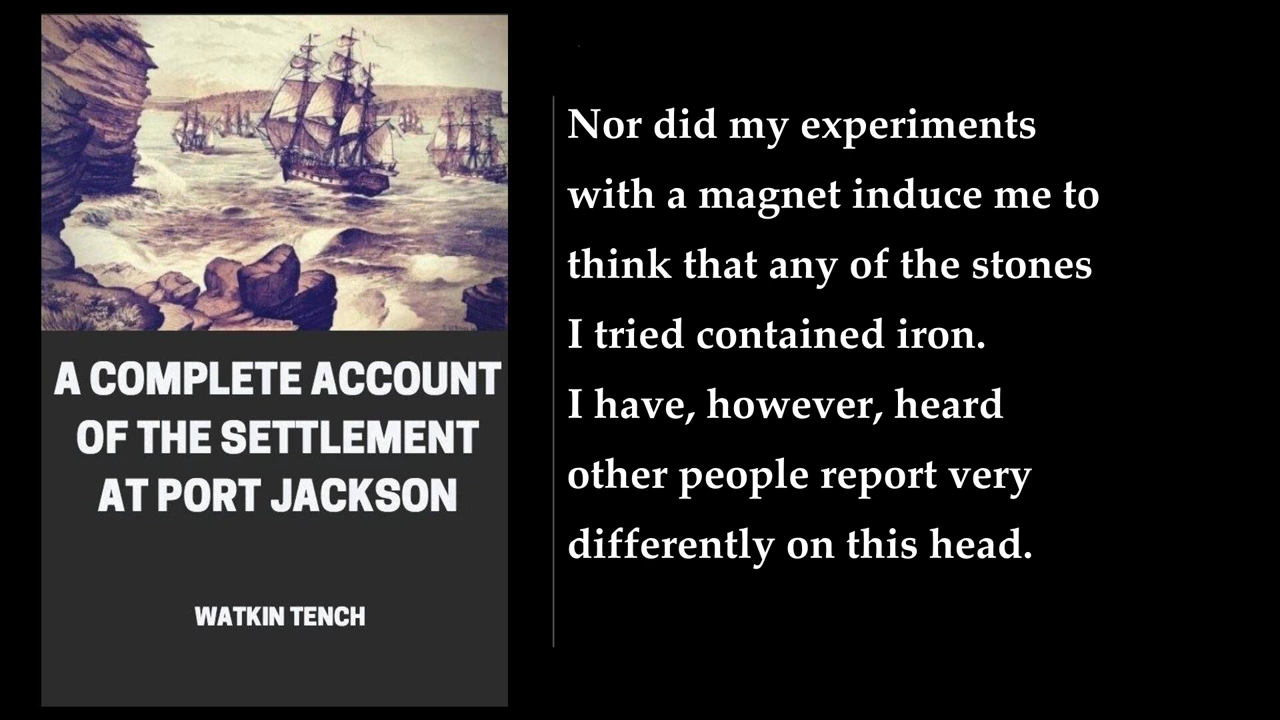 A COMPLETE ACCOUNT
OF THE SETTLEMENT
AT PORT JACKSON
WATKIN TENCH
Nor did my experiments
with a magnet induce me to
think that any of the stones
I tried contained iron.
I have, however, heard
other people report very
differently on this head.